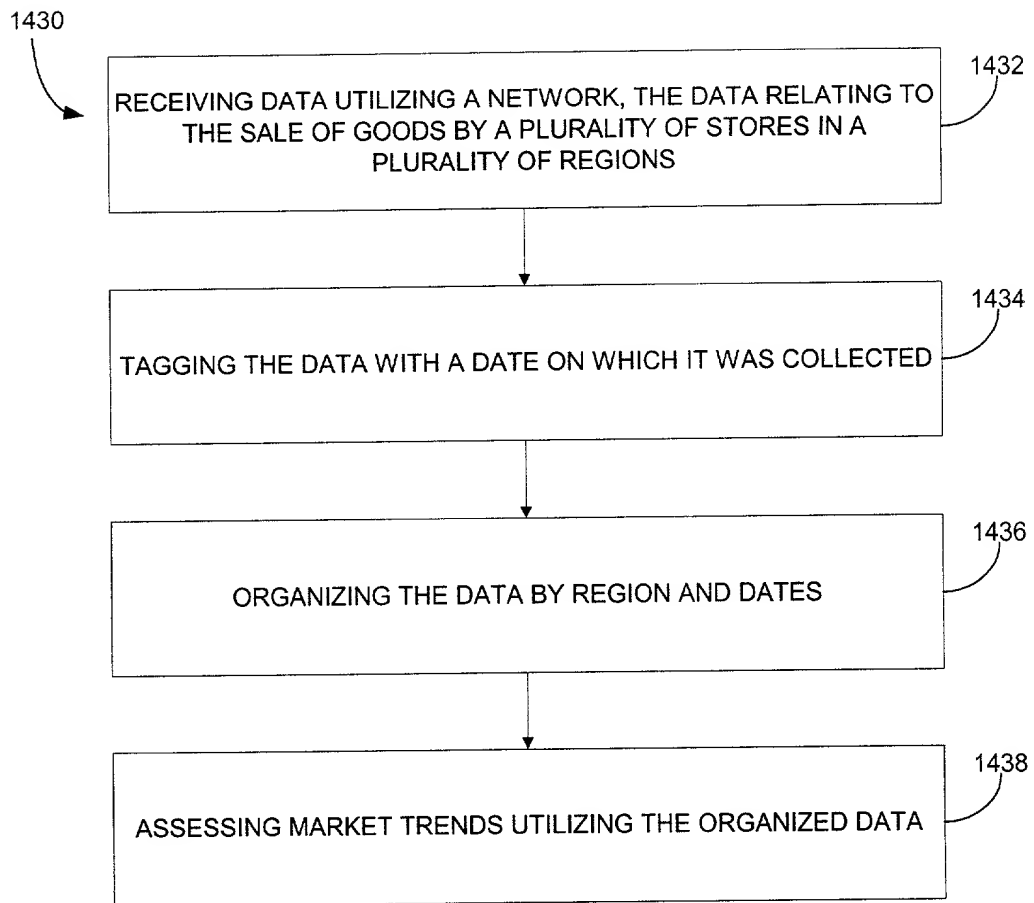 1430
1432
RECEIVING DATA UTILIZING A NETWORK, THE DATA RELATING TO
THE SALE OF GOODS BY A PLURALITY OF STORES IN A
PLURALITY OF REGIONS
1434
TAGGING THE DATA WITH A DATE ON WHICH IT WAS COLLECTED
1436
ORGANIZING THE DATA BY REGION AND DATES
1438
ASSESSING MARKET TRENDS UTILIZING THE ORGANIZED DATA